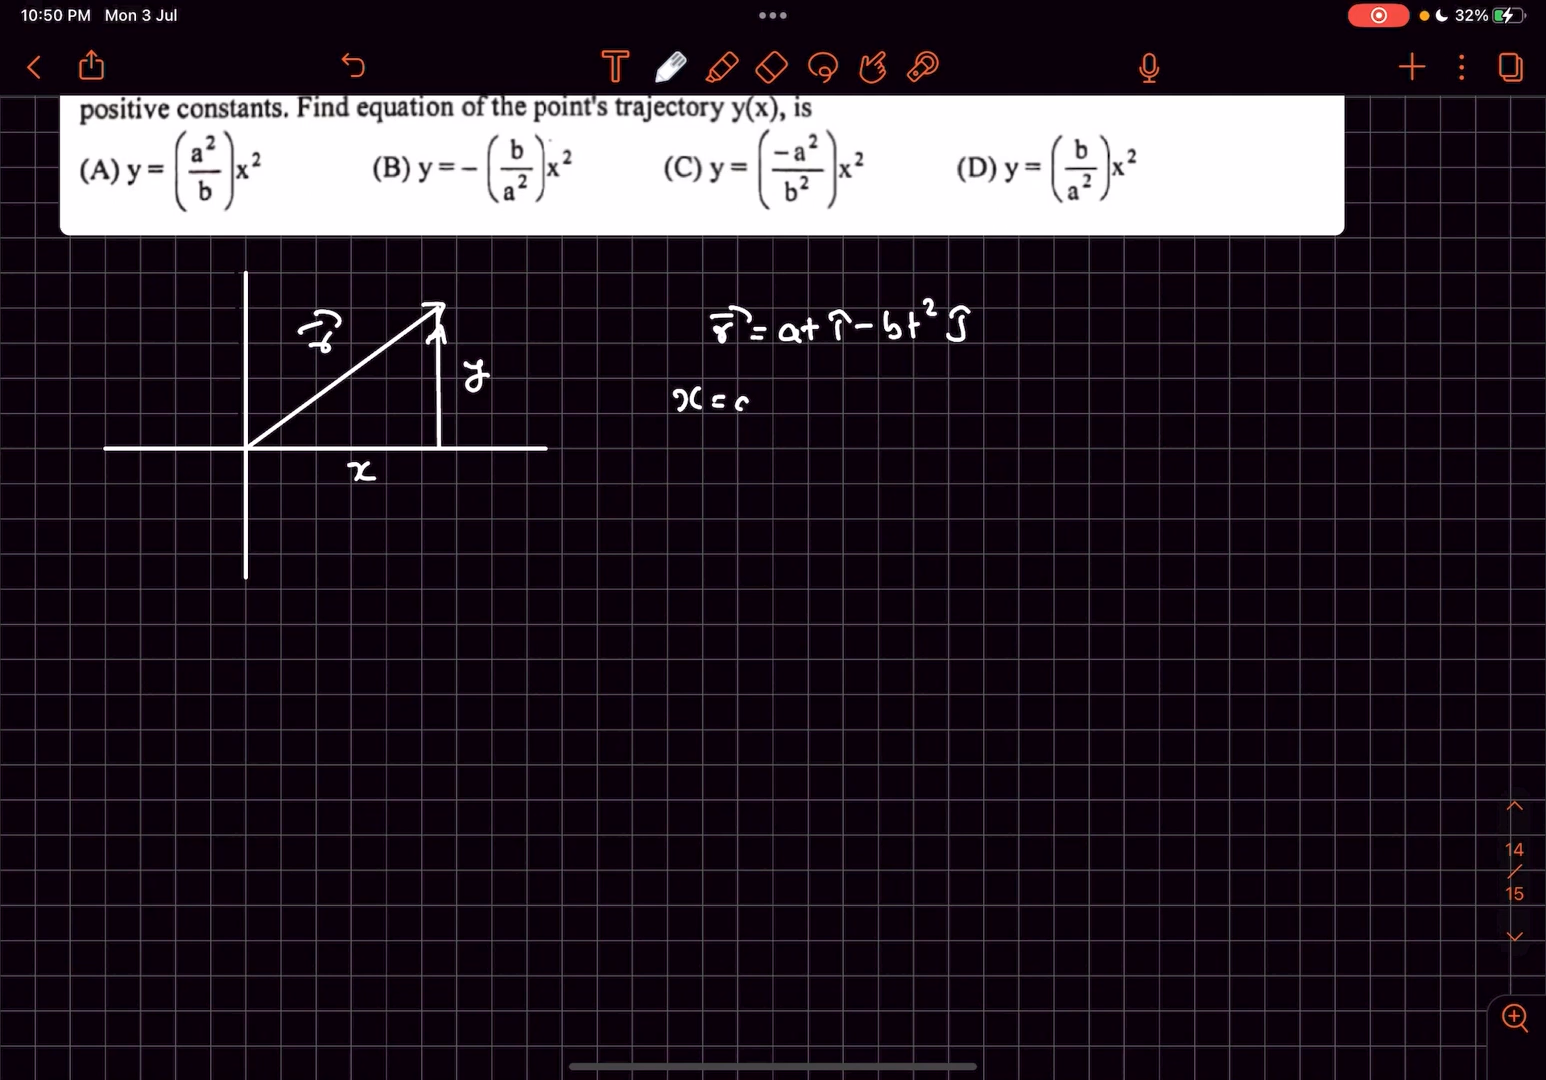 10:50 PM Mon 3 Jul
32%
T
positive constants. Find equation of the point's trajectory y(x), is
(A) y = (a²/b)x² (B) y = −(b/a²)x² (C) y = (−a²/b²)x² (D) y = (b/a²)x²
r⃗ = at î − bt² ĵ
r⃗
y
x = c
x
14
/
15